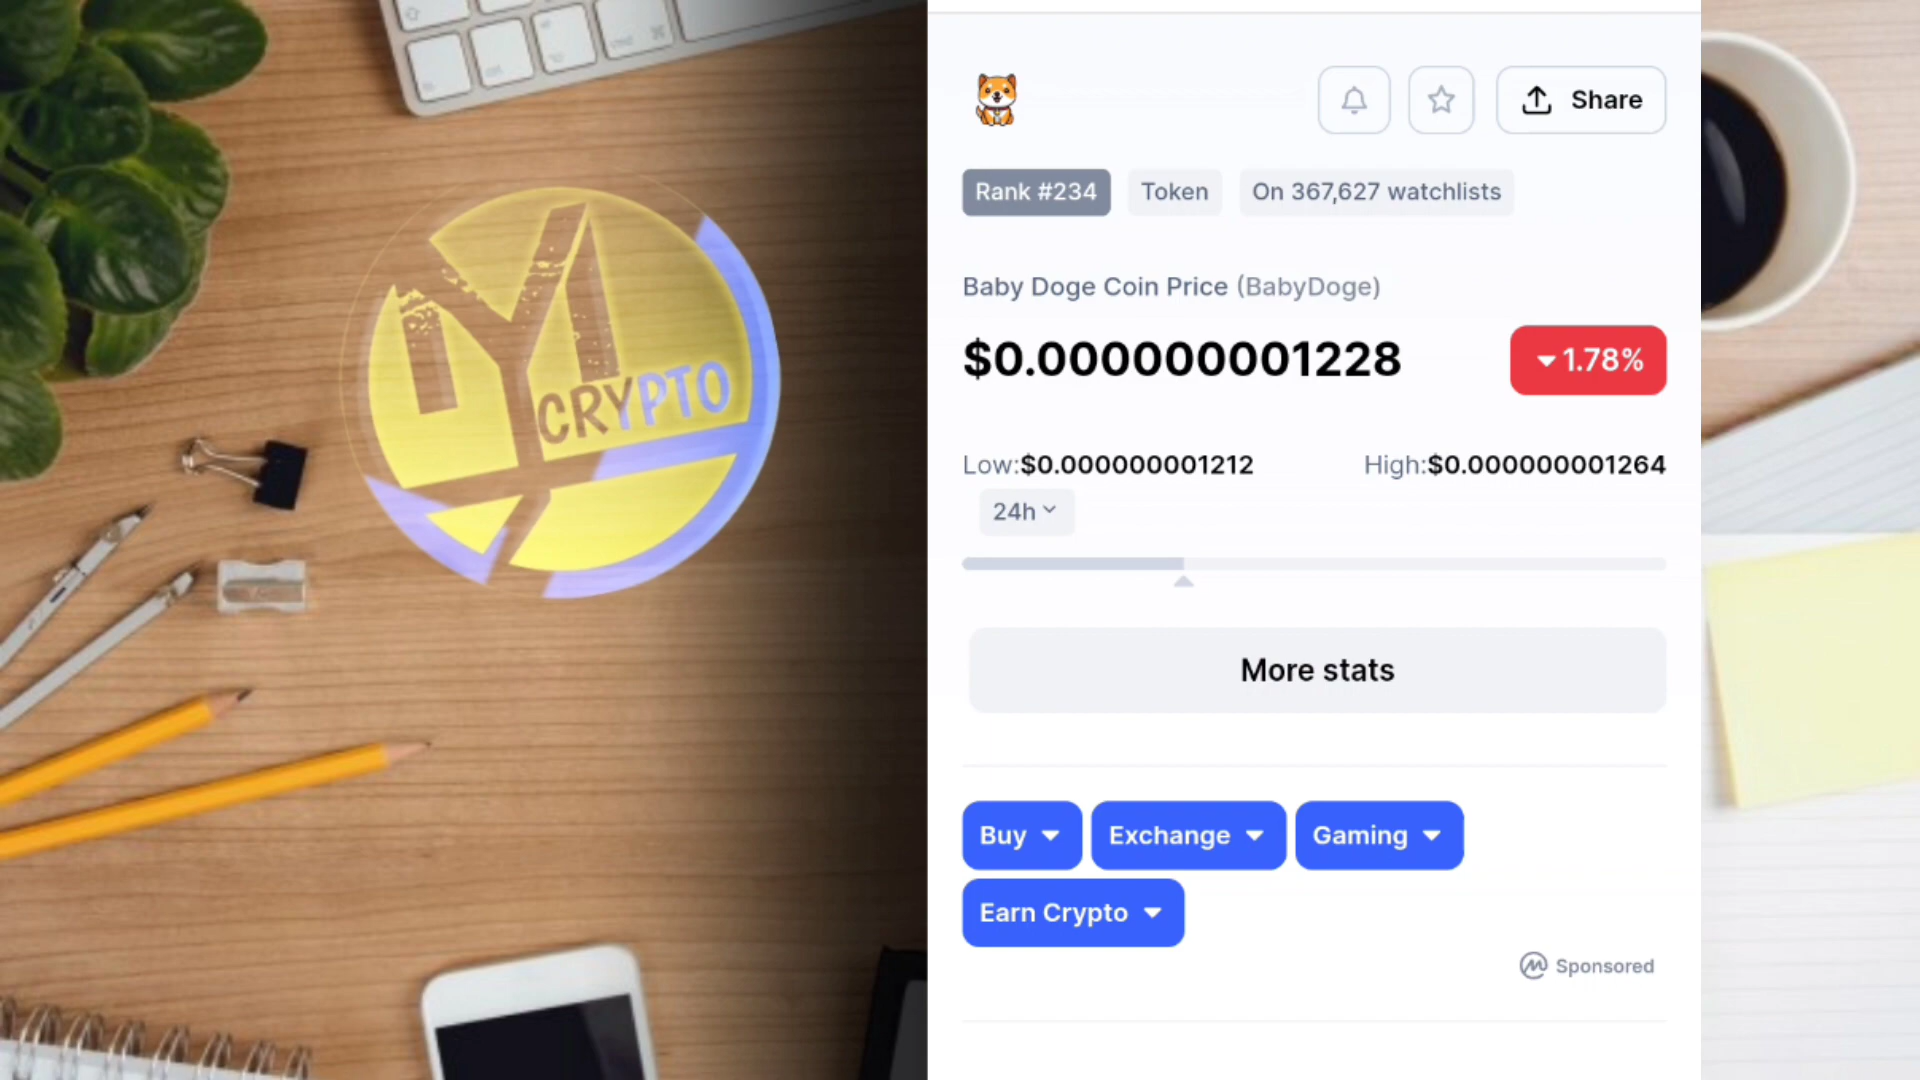 MY
CRYPTO
Share
Rank #234
Token
On 367,627 watchlists
Baby Doge Coin Price (BabyDoge)
$0.000000001228
1.78%
Low:$0.000000001212
High:$0.000000001264
24h
More stats
Buy
Exchange
Gaming
Earn Crypto
Sponsored